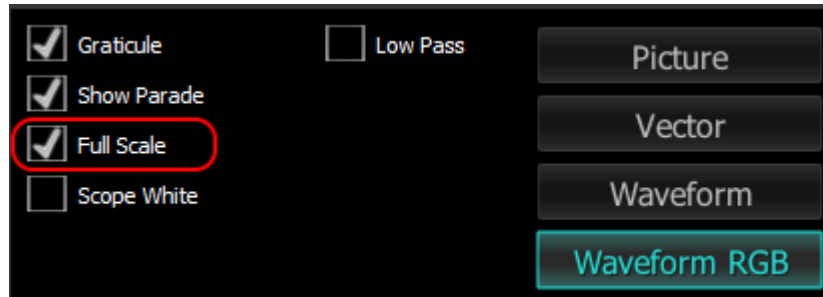 Graticule
Show Parade
Full Scale
Scope White
Low Pass
Picture
Vector
Waveform
Waveform RGB